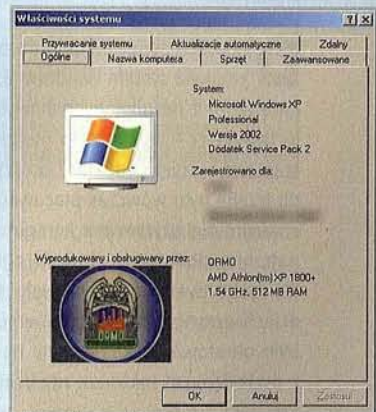 Właściwości systemu
Przywracanie systemu
Aktualizacje automatyczne
Zdalny
Ogólne
Nazwa komputera
Sprzęt
Zaawansowane
System:
Microsoft Windows XP
Professional
Wersja 2002
Dodatek Service Pack 2
Zarejestrowano dla:
Wyprodukowany i obsługiwany przez:
ORMO
AMD Athlon(tm) XP 1800+
1.54 GHz, 512 MB RAM
ORMO
OK
Anuluj
Zastosuj